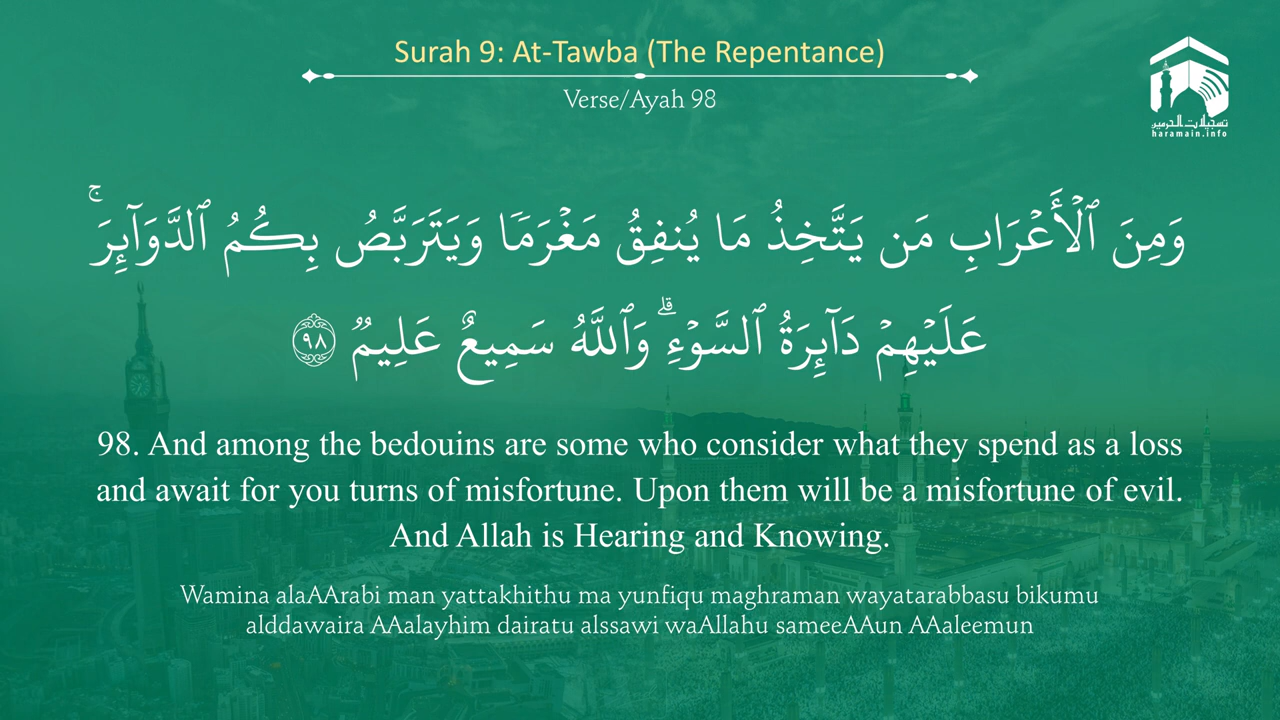 Surah 9: At-Tawba (The Repentance)
Verse/Ayah 98
تسجيلات الحرمين
haramain.info
وَمِنَ ٱلْأَعْرَابِ مَن يَتَّخِذُ مَا يُنفِقُ مَغْرَمًا وَيَتَرَبَّصُ بِكُمُ ٱلدَّوَآئِرَ ۚ
عَلَيْهِمْ دَآئِرَةُ ٱلسَّوْءِ ۗ وَٱللَّهُ سَمِيعٌ عَلِيمٌ ٩٨
98. And among the bedouins are some who consider what they spend as a loss
and await for you turns of misfortune. Upon them will be a misfortune of evil.
And Allah is Hearing and Knowing.
Wamina alaAArabi man yattakhithu ma yunfiqu maghraman wayatarabbasu bikumu
alddawaira AAalayhim dairatu alssawi waAllahu sameeAAun AAaleemun